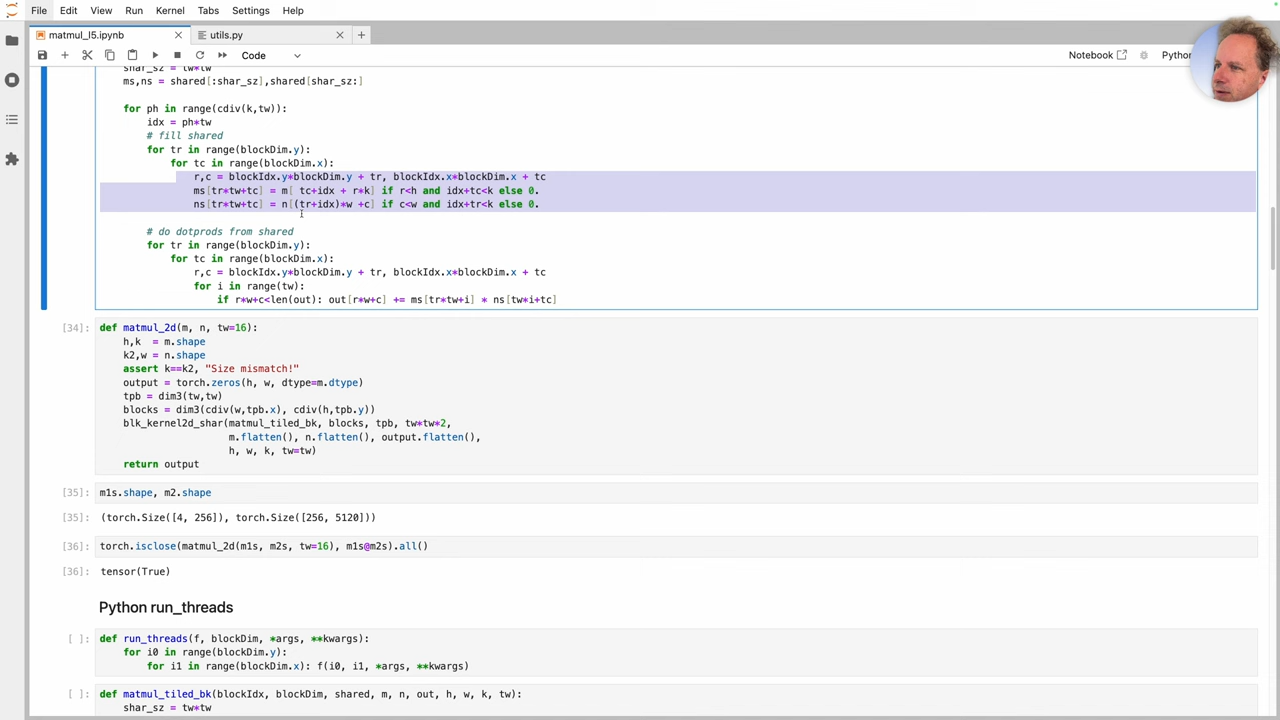 File Edit View Run Kernel Tabs Settings Help
matmul_l5.ipynb
utils.py
Code
Notebook
Python
shar_sz = tw*tw
ms,ns = shared[:shar_sz],shared[shar_sz:]
for ph in range(cdiv(k,tw)):
idx = ph*tw
# fill shared
for tr in range(blockDim.y):
for tc in range(blockDim.x):
r,c = blockIdx.y*blockDim.y + tr, blockIdx.x*blockDim.x + tc
ms[tr*tw+tc] = m[ tc+idx + r*k] if r<h and idx+tc<k else 0.
ns[tr*tw+tc] = n[(tr+idx)*w +c] if c<w and idx+tr<k else 0.
# do dotprods from shared
for tr in range(blockDim.y):
for tc in range(blockDim.x):
r,c = blockIdx.y*blockDim.y + tr, blockIdx.x*blockDim.x + tc
for i in range(tw):
if r*w+c<len(out): out[r*w+c] += ms[tr*tw+i] * ns[tw*i+tc]
[34]: def matmul_2d(m, n, tw=16):
h,k  = m.shape
k2,w = n.shape
assert k==k2, "Size mismatch!"
output = torch.zeros(h, w, dtype=m.dtype)
tpb = dim3(tw,tw)
blocks = dim3(cdiv(w,tpb.x), cdiv(h,tpb.y))
blk_kernel2d_shar(matmul_tiled_bk, blocks, tpb, tw*tw*2,
m.flatten(), n.flatten(), output.flatten(),
h, w, k, tw=tw)
return output
[35]: m1s.shape, m2.shape
[35]: (torch.Size([4, 256]), torch.Size([256, 5120]))
[36]: torch.isclose(matmul_2d(m1s, m2s, tw=16), m1s@m2s).all()
[36]: tensor(True)
Python run_threads
[ ]: def run_threads(f, blockDim, *args, **kwargs):
for i0 in range(blockDim.y):
for i1 in range(blockDim.x): f(i0, i1, *args, **kwargs)
[ ]: def matmul_tiled_bk(blockIdx, blockDim, shared, m, n, out, h, w, k, tw):
shar_sz = tw*tw